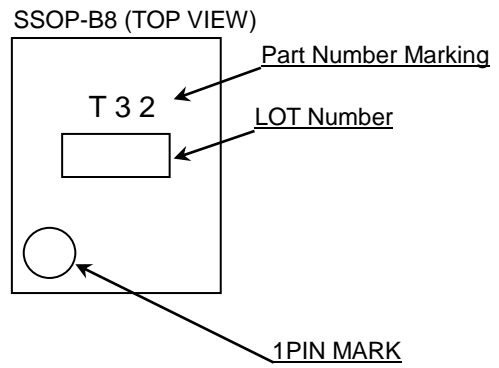 SSOP-B8 (TOP VIEW)
Part Number Marking
T 3 2
LOT Number
1PIN MARK